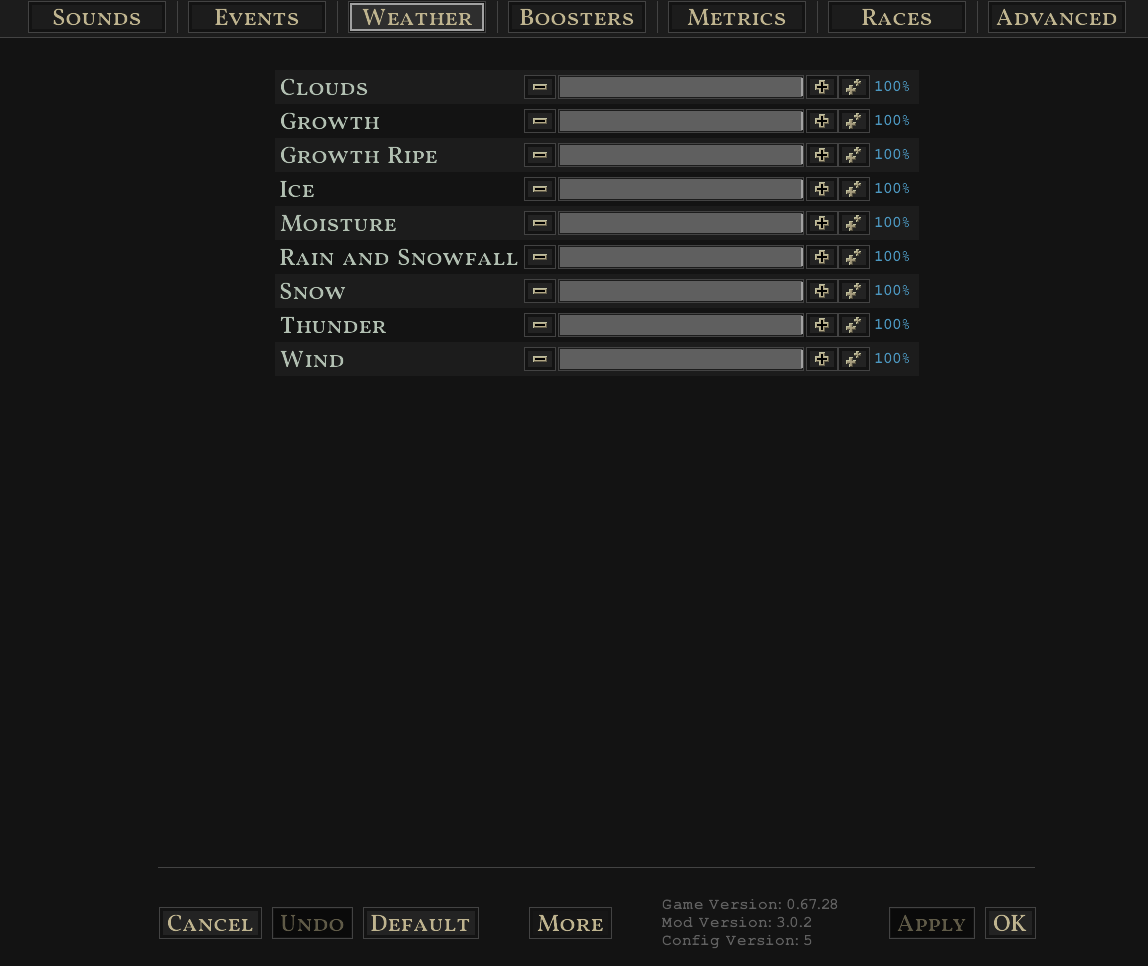 Sounds Events Weather Boosters Metrics Races Advanced
Clouds 100%
Growth 100%
Growth Ripe 100%
Ice 100%
Moisture 100%
Rain and Snowfall 100%
Snow 100%
Thunder 100%
Wind 100%
Game Version: 0.67.28
Cancel Undo Default More Mod Version: 3.0.2 Apply OK
Config Version: 5